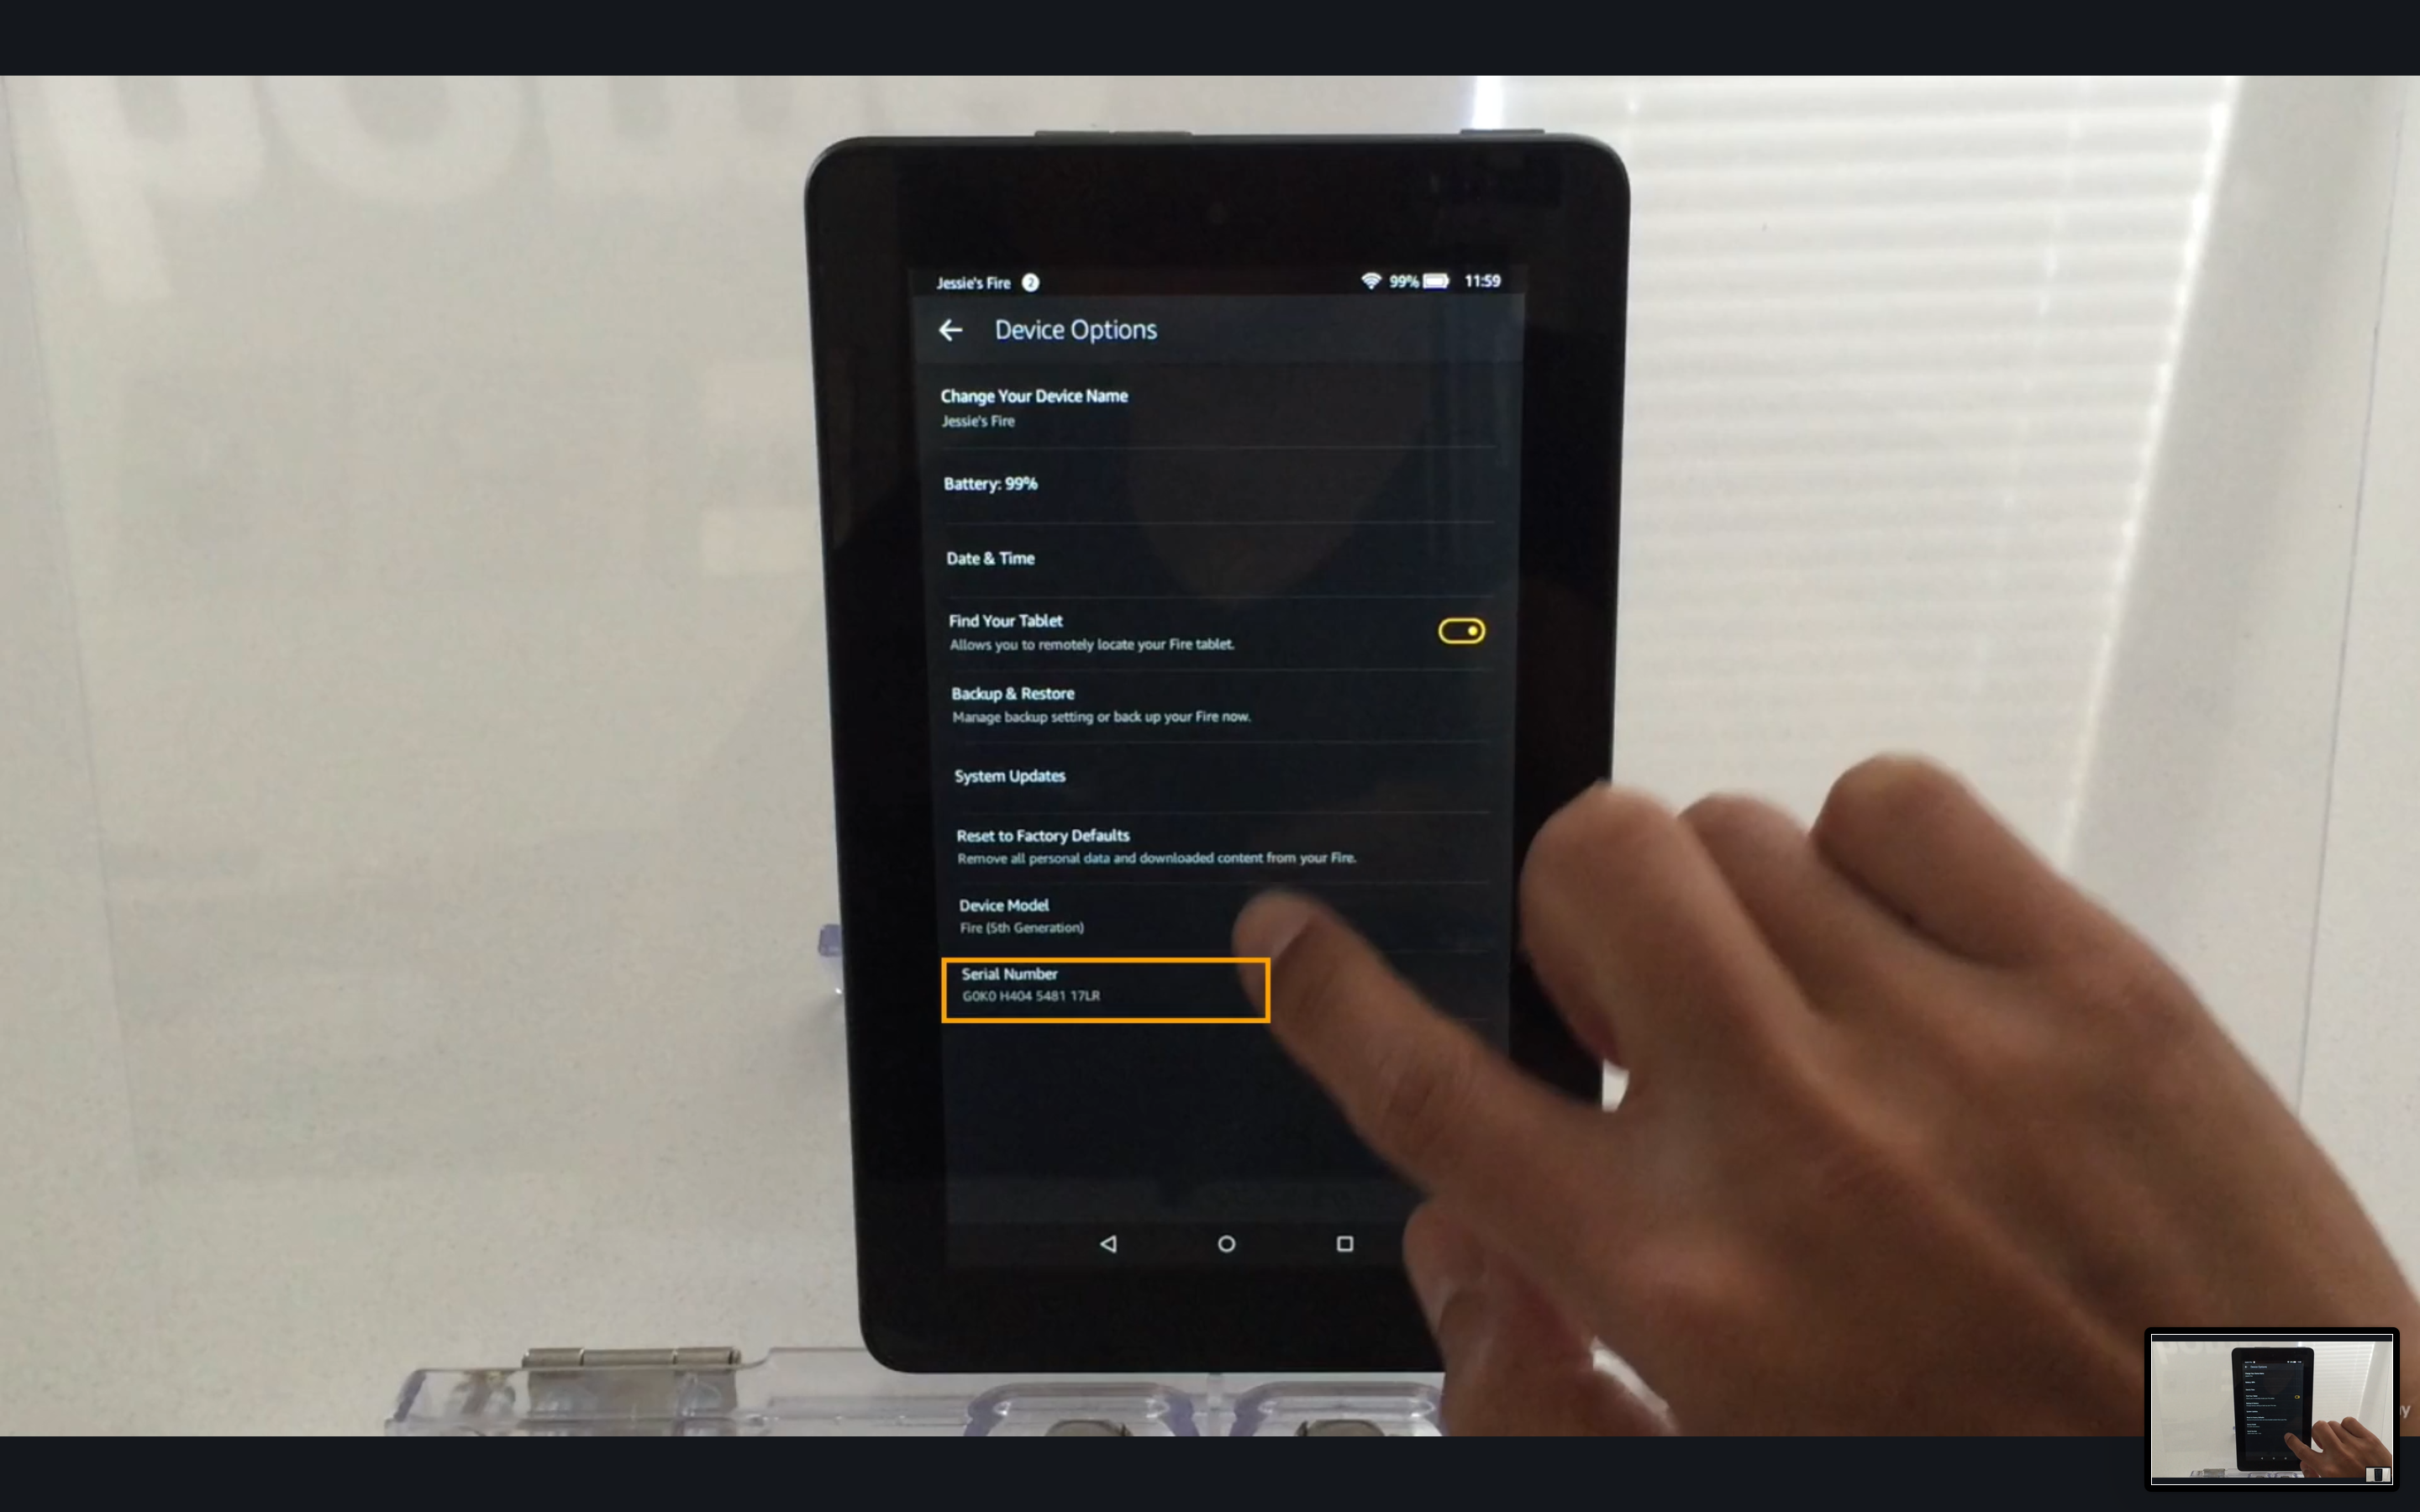 Jessie's Fire 2 99% 11:59
Device Options
Change Your Device Name
Jessie's Fire
Battery: 99%
Date & Time
Find Your Tablet
Allows you to remotely locate your Fire tablet.
Backup & Restore
Manage backup setting or back up your Fire now.
System Updates
Reset to Factory Defaults
Remove all personal data and downloaded content from your Fire.
Device Model
Fire (5th Generation)
Serial Number
G0K0 H404 5481 17LR